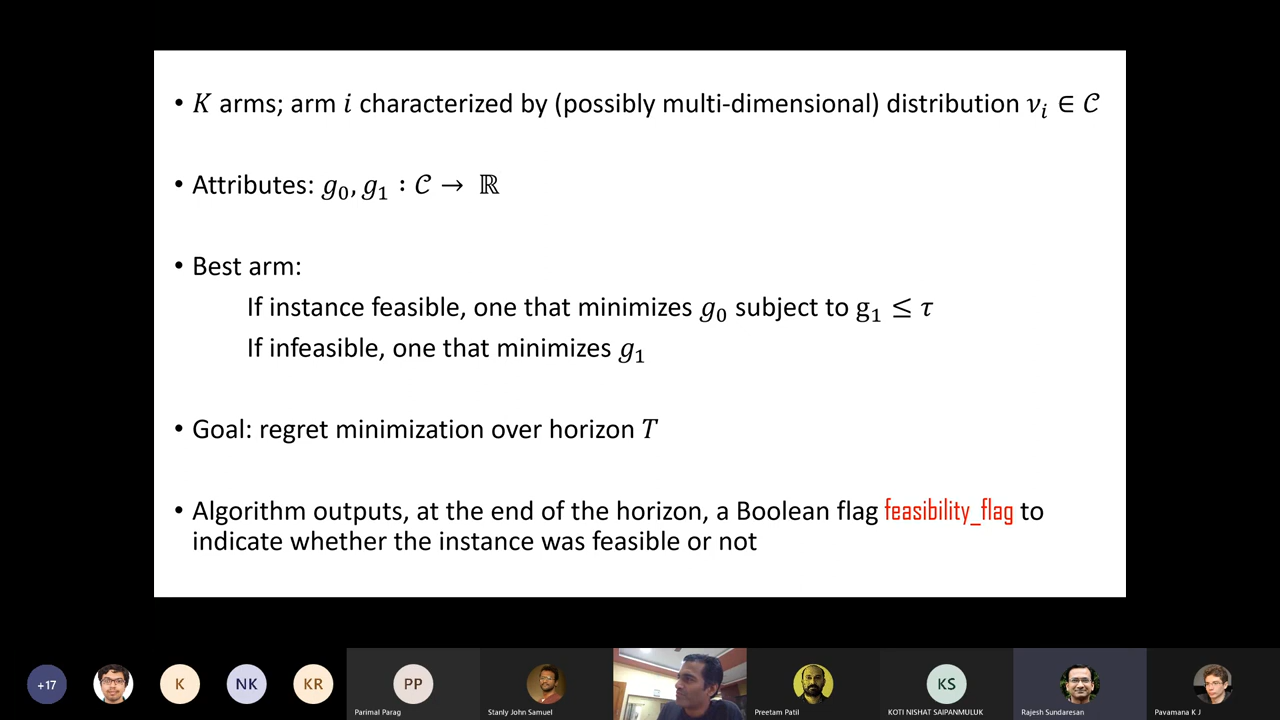 • K arms; arm i characterized by (possibly multi-dimensional) distribution νᵢ ∈ 𝒞
• Attributes: g₀, g₁ : 𝒞 → ℝ
• Best arm:
If instance feasible, one that minimizes g₀ subject to g₁ ≤ τ
If infeasible, one that minimizes g₁
• Goal: regret minimization over horizon T
• Algorithm outputs, at the end of the horizon, a Boolean flag feasibility_flag to
indicate whether the instance was feasible or not
+17 K NK KR PP KS
Parimal Parag Stanly John Samuel Preetam Patil KOTI NISHAT SAIPANMULUK Rajesh Sundaresan Pavamana K J